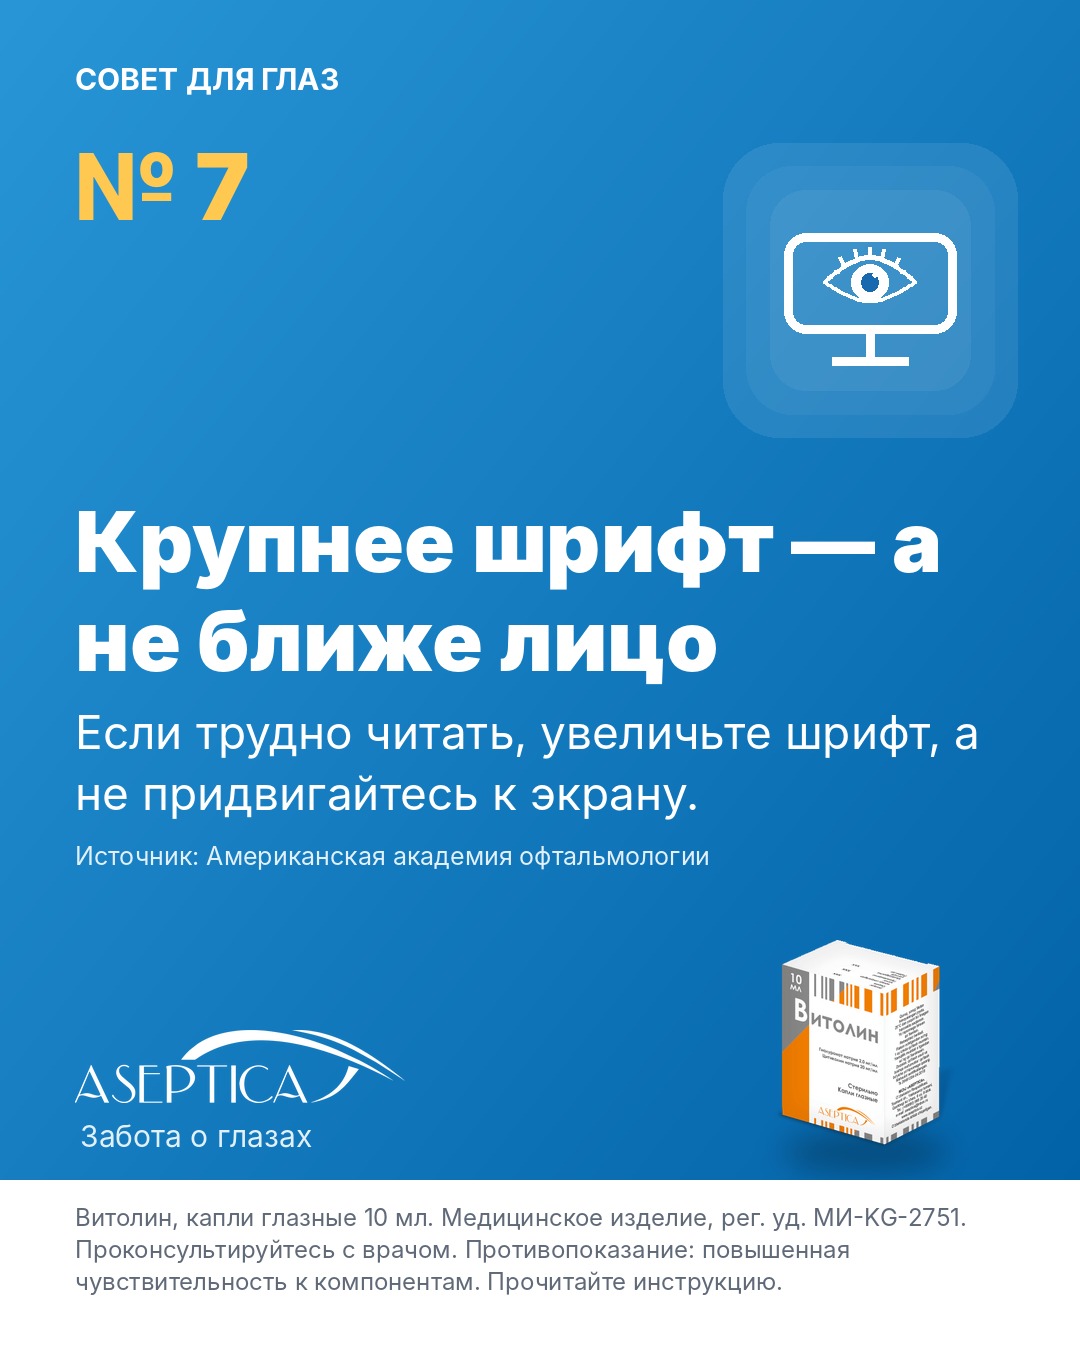 СОВЕТ ДЛЯ ГЛАЗ
№ 7
Крупнее шрифт — а
не ближе лицо
Если трудно читать, увеличьте шрифт, а
не придвигайтесь к экрану.
Источник: Американская академия офтальмологии
10
МЛ
Витолин
Стерильно
Капли глазные
ASEPTICA
ASEPTICA
Забота о глазах
Витолин, капли глазные 10 мл. Медицинское изделие, рег. уд. МИ-KG-2751.
Проконсультируйтесь с врачом. Противопоказание: повышенная
чувствительность к компонентам. Прочитайте инструкцию.